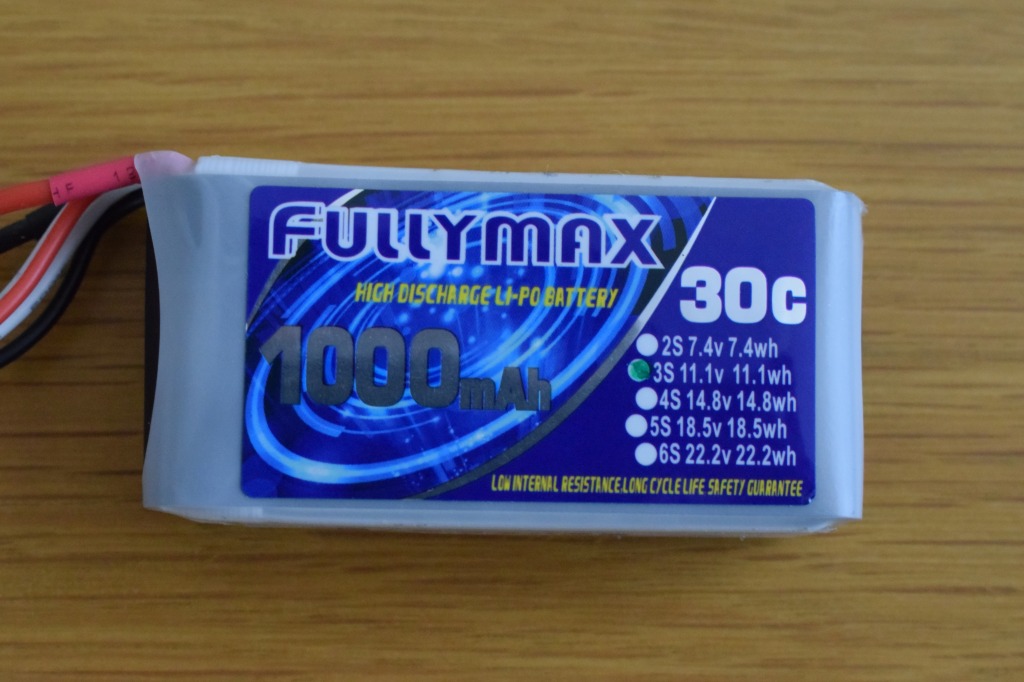 FULLYMAX
HIGH DISCHARGE LI-PO BATTERY
30C
1000mAh
2S 7.4v 7.4wh
3S 11.1v 11.1wh
4S 14.8v 14.8wh
5S 18.5v 18.5wh
6S 22.2v 22.2wh
LOW INTERNAL RESISTANCE.LONG CYCLE LIFE SAFETY GUARANTEE